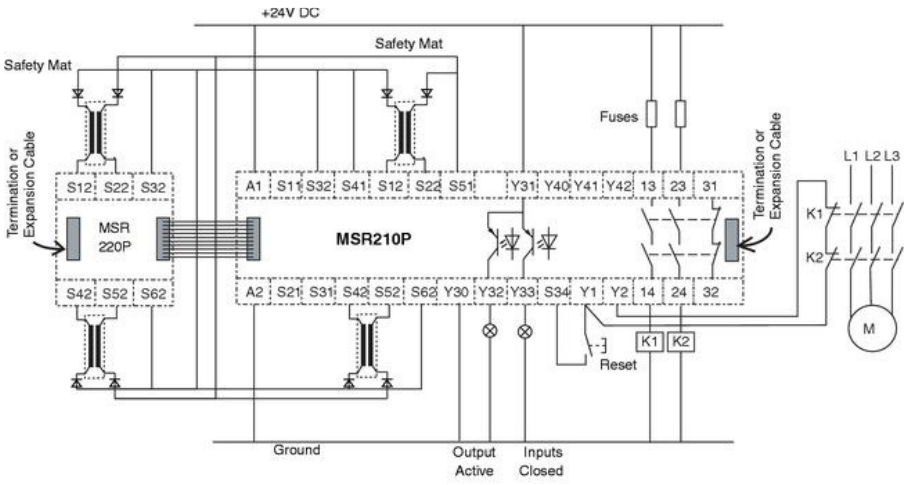 +24V DC
Safety Mat
Safety Mat
Fuses
Termination or
Expansion Cable
S12 S22 S32
A1 S11 S32 S41 S12 S22 S51 Y31 Y40 Y41 Y42 13 23 31
Termination or
Expansion Cable
L1 L2 L3
MSR
220P
MSR210P
K1
K2
S42 S52 S62
A2 S21 S31 S42 S52 S62 Y30 Y32 Y33 S34 Y1 Y2 14 24 32
M
K1 K2
Reset
Ground
Output
Active
Inputs
Closed